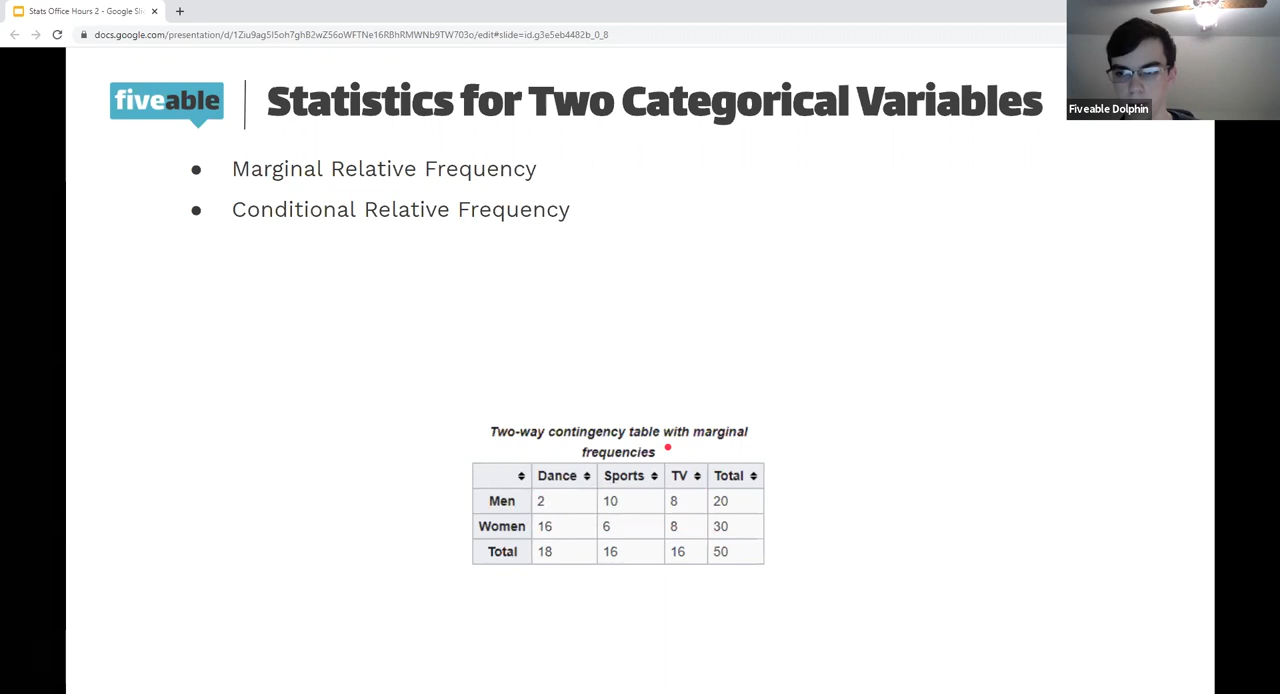 Stats Office Hours 2 - Google Sli
docs.google.com/presentation/d/1Ziu9ag5I5oh7ghB2wZ56oWFTNe16RBhRMWNb9TW703o/edit#slide=id.g3e5eb4482b_0_8
Fiveable Dolphin
fiveable
Statistics for Two Categorical Variables
● Marginal Relative Frequency
● Conditional Relative Frequency
Two-way contingency table with marginal
frequencies
Dance Sports TV Total
Men 2 10 8 20
Women 16 6 8 30
Total 18 16 16 50